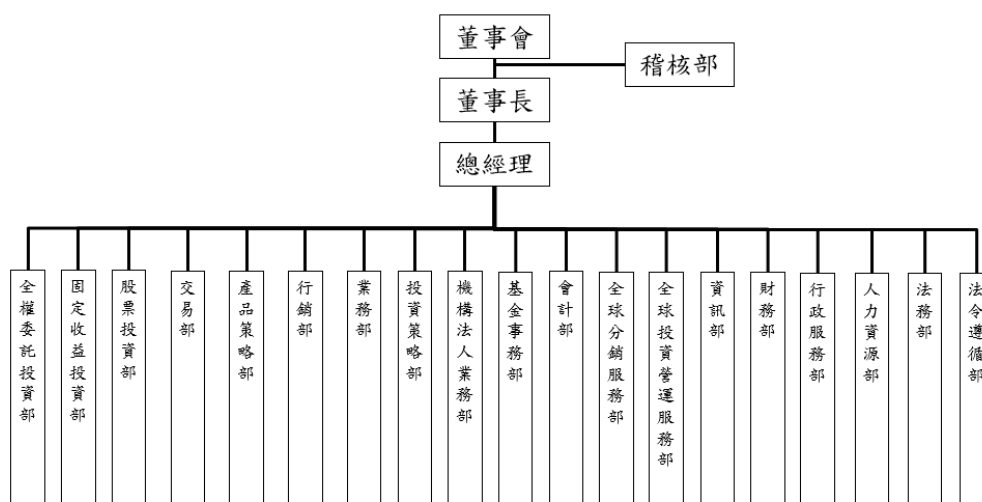 董事會
稽核部
董事長
總經理
全權委託投資部
固定收益投資部
股票投資部
交易部
產品策略部
行銷部
業務部
投資策略部
機構法人業務部
基金事務部
會計部
全球分銷服務部
全球投資營運服務部
資訊部
財務部
行政服務部
人力資源部
法務部
法令遵循部